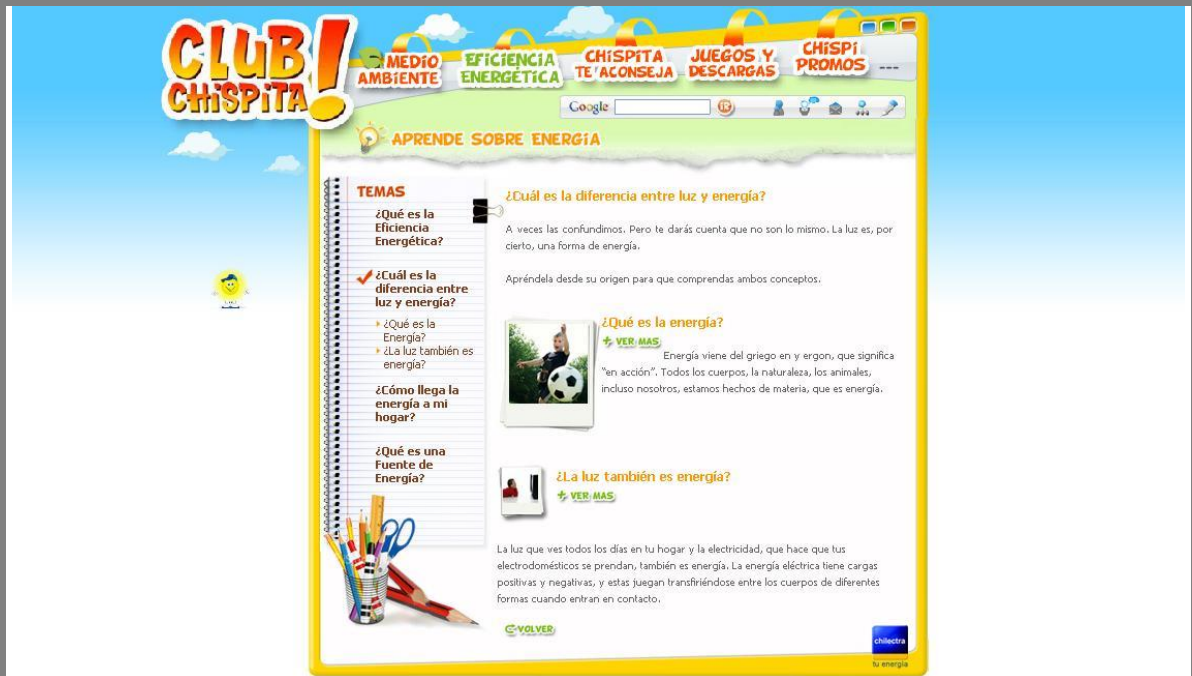 CLUB
CHiSPiTA!
MEDiO
AMBiENTE
EFiCiENCiA
ENERGÉTiCA
CHiSPiTA
TE ACONSEJA
JUEGOS Y
DESCARGAS
CHiSPi
PROMOS
Google
APRENDE SOBRE ENERGíA
TEMAS
¿Qué es la
Eficiencia
Energética?
¿Cuál es la
diferencia entre
luz y energía?
¿Qué es la
Energía?
¿La luz también es
energía?
¿Cómo llega la
energía a mi
hogar?
¿Qué es una
Fuente de
Energía?
¿Cuál es la diferencia entre luz y energía?
A veces las confundimos. Pero te darás cuenta que no son lo mismo. La luz es, por
cierto, una forma de energía.
Apréndela desde su origen para que comprendas ambos conceptos.
¿Qué es la energía?
+ VER MAS
Energía viene del griego en y ergon, que significa
"en acción". Todos los cuerpos, la naturaleza, los animales,
incluso nosotros, estamos hechos de materia, que es energía.
¿La luz también es energía?
+ VER MAS
La luz que ves todos los días en tu hogar y la electricidad, que hace que tus
electrodomésticos se prendan, también es energía. La energía eléctrica tiene cargas
positivas y negativas, y estas juegan transfiriéndose entre los cuerpos de diferentes
formas cuando entran en contacto.
VOLVER
chilectra
tu energía